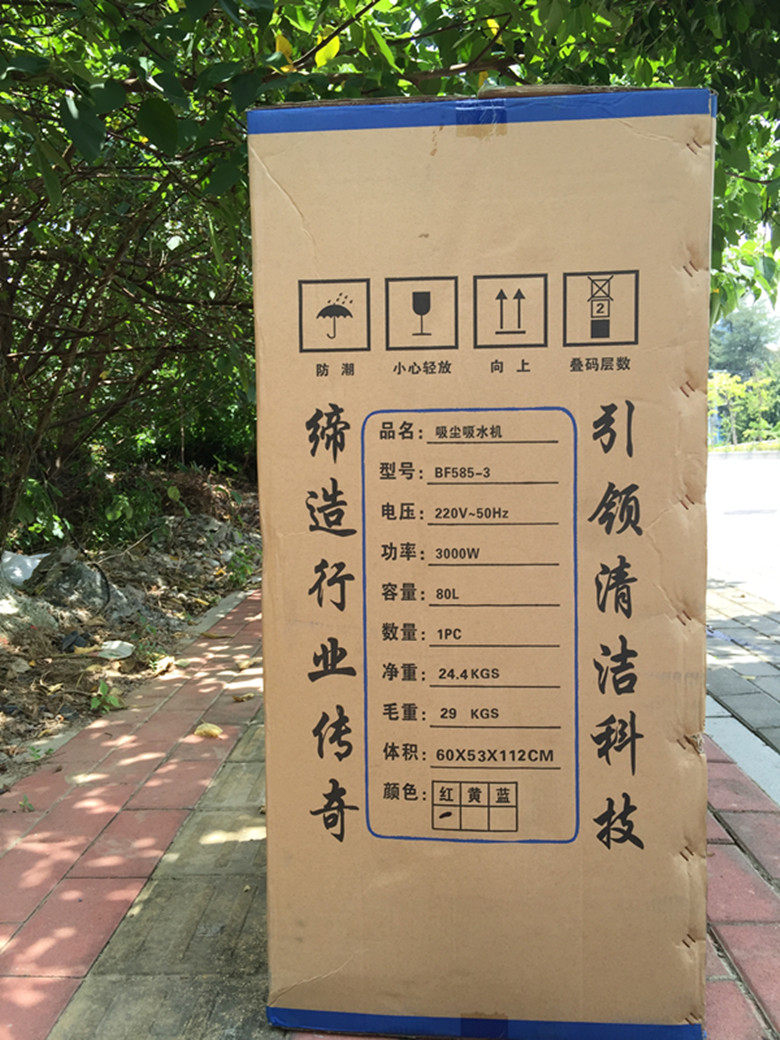 2
防潮
小心轻放
向上
叠码层数
引领清洁科技
缔造行业传奇
品名：吸尘吸水机
型号：BF585-3
电压：220V~50Hz
功率：3000W
容量：80L
数量：1PC
净重：24.4KGS
毛重：29 KGS
体积：60X53X112CM
颜色：红 黄 蓝